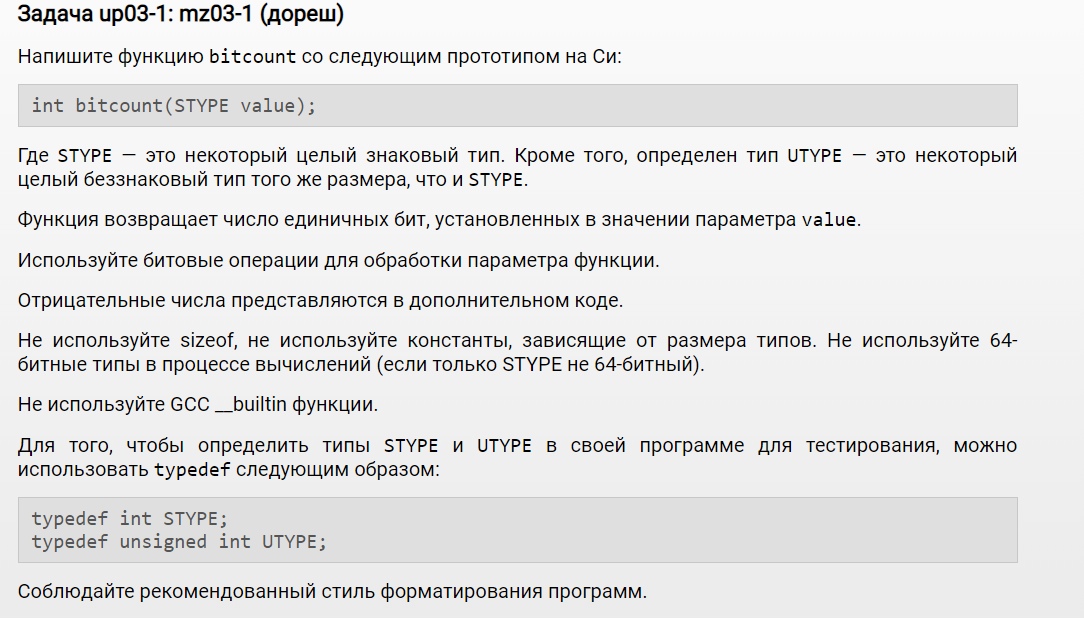 Задача up03-1: mz03-1 (дореш)
Напишите функцию bitcount со следующим прототипом на Си:
int bitcount(STYPE value);
Где STYPE — это некоторый целый знаковый тип. Кроме того, определен тип UTYPE — это некоторый
целый беззнаковый тип того же размера, что и STYPE.
Функция возвращает число единичных бит, установленных в значении параметра value.
Используйте битовые операции для обработки параметра функции.
Отрицательные числа представляются в дополнительном коде.
Не используйте sizeof, не используйте константы, зависящие от размера типов. Не используйте 64-
битные типы в процессе вычислений (если только STYPE не 64-битный).
Не используйте GCC __builtin функции.
Для того, чтобы определить типы STYPE и UTYPE в своей программе для тестирования, можно
использовать typedef следующим образом:
typedef int STYPE;
typedef unsigned int UTYPE;
Соблюдайте рекомендованный стиль форматирования программ.